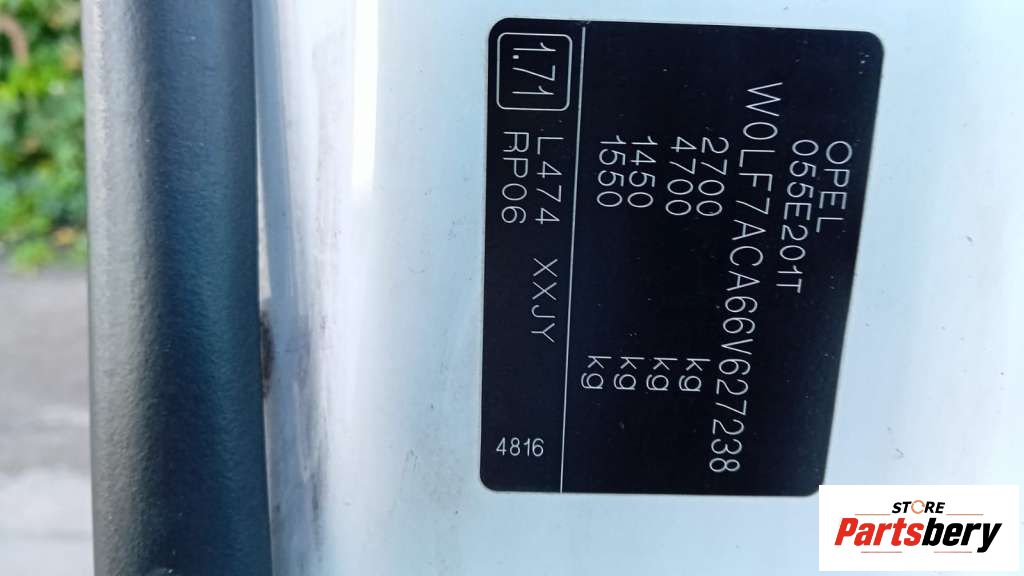 OPEL
055E201T
W0LF7ACA66V627238
2700 kg
4700 kg
1450 kg
1550 kg
1.71 L474 XXJY
RP06
4816
STORE
Partsbery